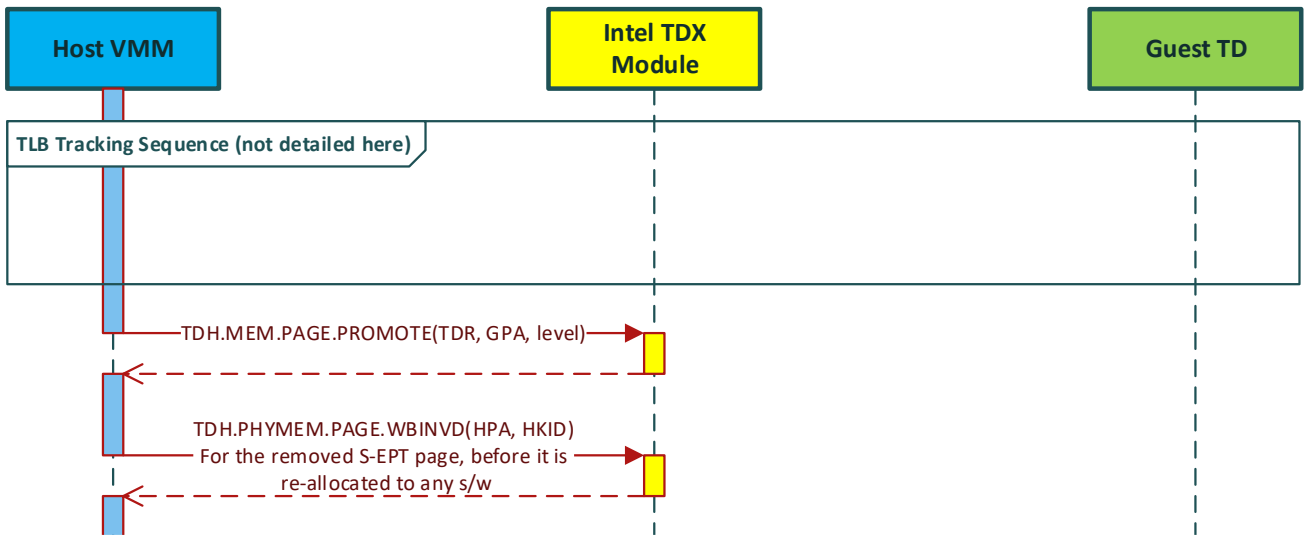 Host VMM
Intel TDX
Module
Guest TD
TLB Tracking Sequence (not detailed here)
TDH.MEM.PAGE.PROMOTE(TDR, GPA, level)
TDH.PHYMEM.PAGE.WBINVD(HPA, HKID)
For the removed S-EPT page, before it is
re-allocated to any s/w